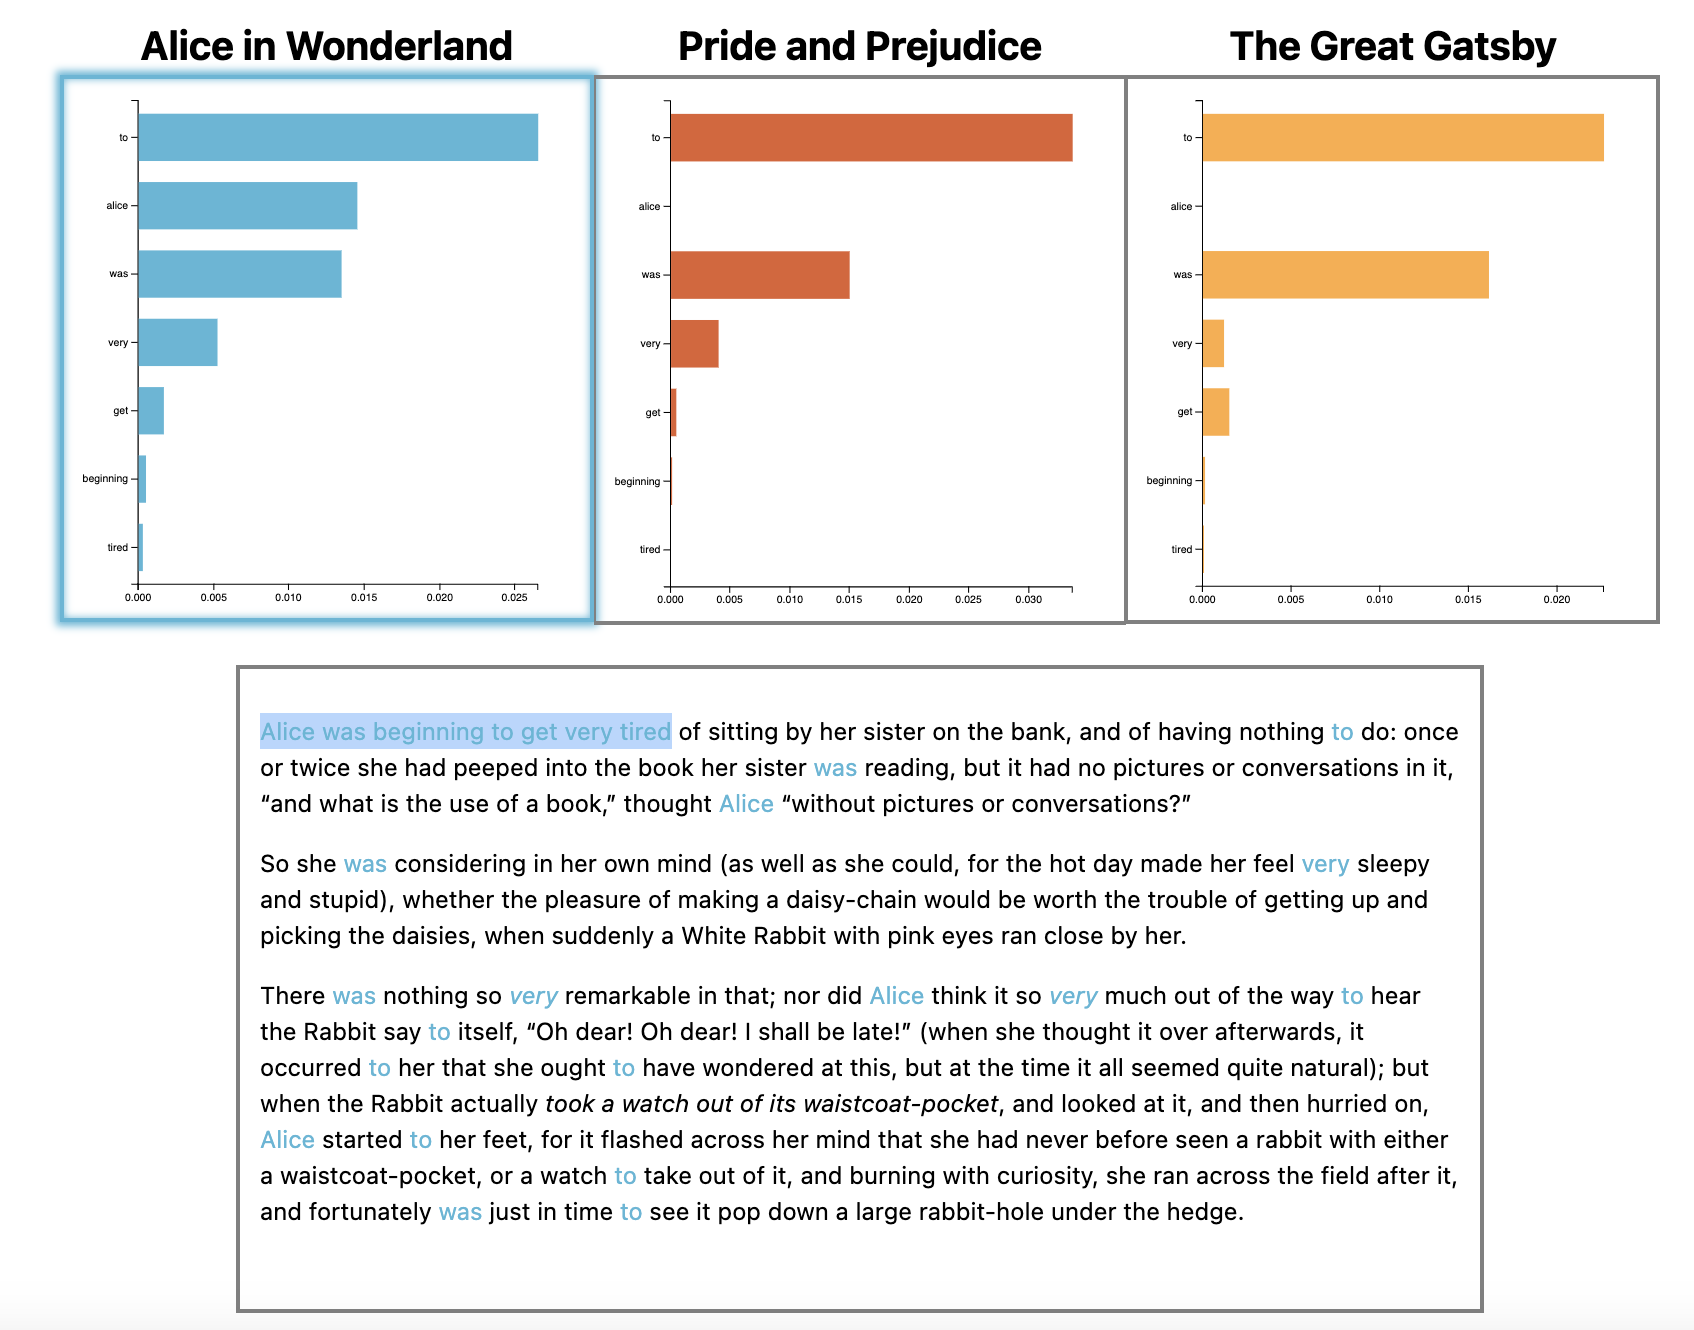 Alice in Wonderland
Pride and Prejudice
The Great Gatsby
to
alice
was
very
get
beginning
tired
0.000 0.005 0.010 0.015 0.020 0.025
to
alice
was
very
get
beginning
tired
0.000 0.005 0.010 0.015 0.020 0.025 0.030
to
alice
was
very
get
beginning
tired
0.000 0.005 0.010 0.015 0.020
Alice was beginning to get very tired of sitting by her sister on the bank, and of having nothing to do: once
or twice she had peeped into the book her sister was reading, but it had no pictures or conversations in it,
“and what is the use of a book,” thought Alice “without pictures or conversations?”
So she was considering in her own mind (as well as she could, for the hot day made her feel very sleepy
and stupid), whether the pleasure of making a daisy-chain would be worth the trouble of getting up and
picking the daisies, when suddenly a White Rabbit with pink eyes ran close by her.
There was nothing so very remarkable in that; nor did Alice think it so very much out of the way to hear
the Rabbit say to itself, “Oh dear! Oh dear! I shall be late!” (when she thought it over afterwards, it
occurred to her that she ought to have wondered at this, but at the time it all seemed quite natural); but
when the Rabbit actually took a watch out of its waistcoat-pocket, and looked at it, and then hurried on,
Alice started to her feet, for it flashed across her mind that she had never before seen a rabbit with either
a waistcoat-pocket, or a watch to take out of it, and burning with curiosity, she ran across the field after it,
and fortunately was just in time to see it pop down a large rabbit-hole under the hedge.